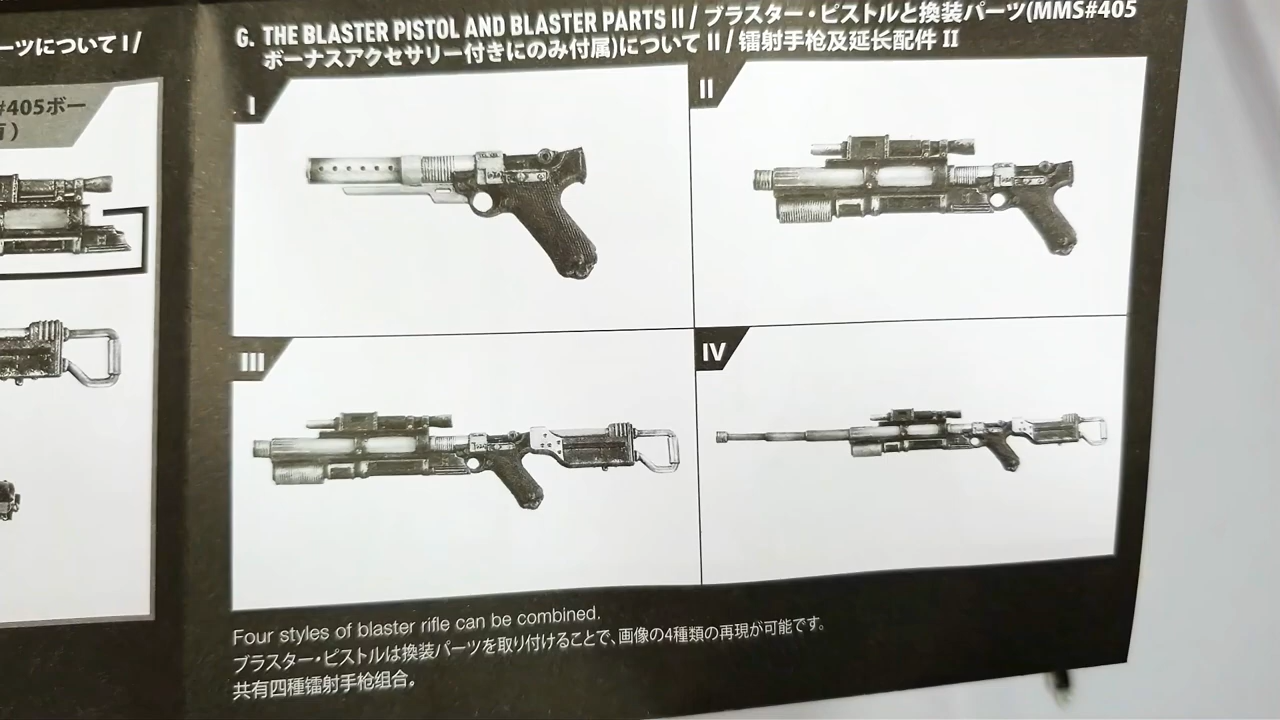 ーツについて I /
#405ボー
G. THE BLASTER PISTOL AND BLASTER PARTS II / ブラスター・ピストルと換装パーツ(MMS#405
ボーナスアクセサリー付きにのみ付属)について II / 镭射手枪及延长配件 II
I
II
III
IV
Four styles of blaster rifle can be combined.
ブラスター・ピストルは換装パーツを取り付けることで、画像の4種類の再現が可能です。
共有四種镭射手枪组合。